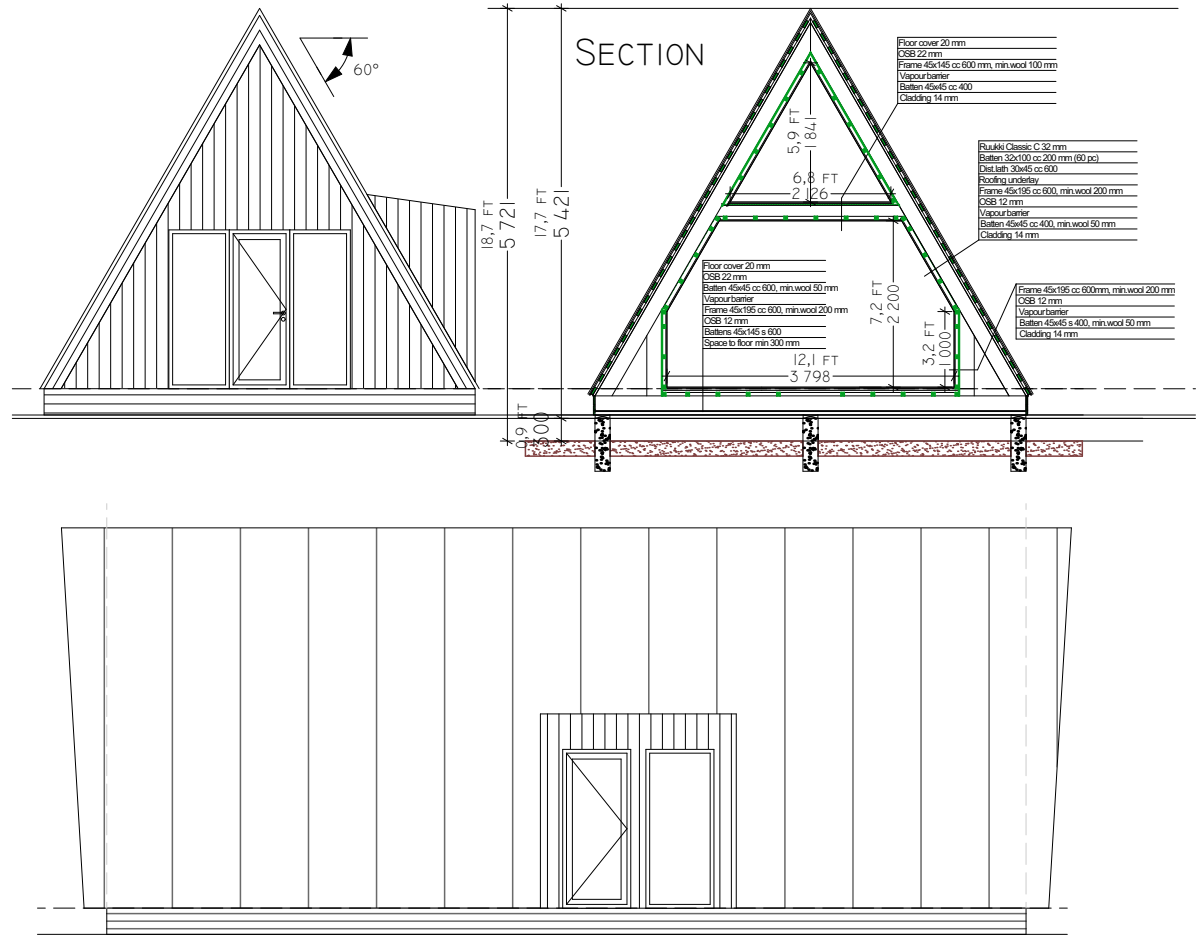 SECTION
60°
18,7 FT
5 721
17,7 FT
5 421
0,9 FT
300
5,9 FT
1 841
6,8 FT
2 126
7,2 FT
2 200
3,2 FT
1 000
12,1 FT
3 798
Floor cover 20 mm
OSB 22 mm
Frame 45x145 cc 600 mm, min.wool 100 mm
Vapourbarrier
Batten 45x45 cc 400
Cladding 14 mm
Ruukki Classic C 32 mm
Batten 32x100 cc 200 mm (60 pc)
Dist.lath 30x45 cc 600
Roofing underlay
Frame 45x195 cc 600, min.wool 200 mm
OSB 12 mm
Vapourbarrier
Batten 45x45 cc 400, min.wool 50 mm
Cladding 14 mm
Floor cover 20 mm
OSB 22 mm
Batten 45x45 cc 600, min.wool 50 mm
Vapourbarrier
Frame 45x195 cc 600, min.wool 200 mm
OSB 12 mm
Battens 45x145 s 600
Space to floor min 300 mm
Frame 45x195 cc 600mm, min.wool 200 mm
OSB 12 mm
Vapourbarrier
Batten 45x45 s 400, min.wool 50 mm
Cladding 14 mm